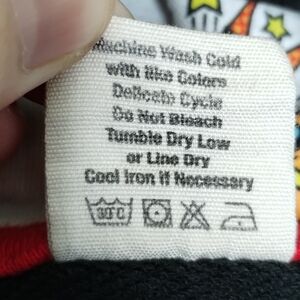 Machine Wash Cold
with like Colors
Delicate Cycle
Do Not Bleach
Tumble Dry Low
or Line Dry
Cool Iron if Necessary
30°C